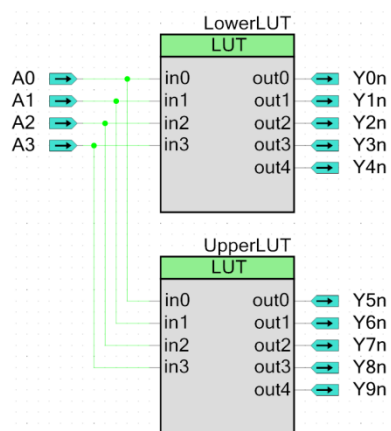 LowerLUT
LUT
A0 in0 out0 Y0n
A1 in1 out1 Y1n
A2 in2 out2 Y2n
A3 in3 out3 Y3n
out4 Y4n
UpperLUT
LUT
in0 out0 Y5n
in1 out1 Y6n
in2 out2 Y7n
in3 out3 Y8n
out4 Y9n